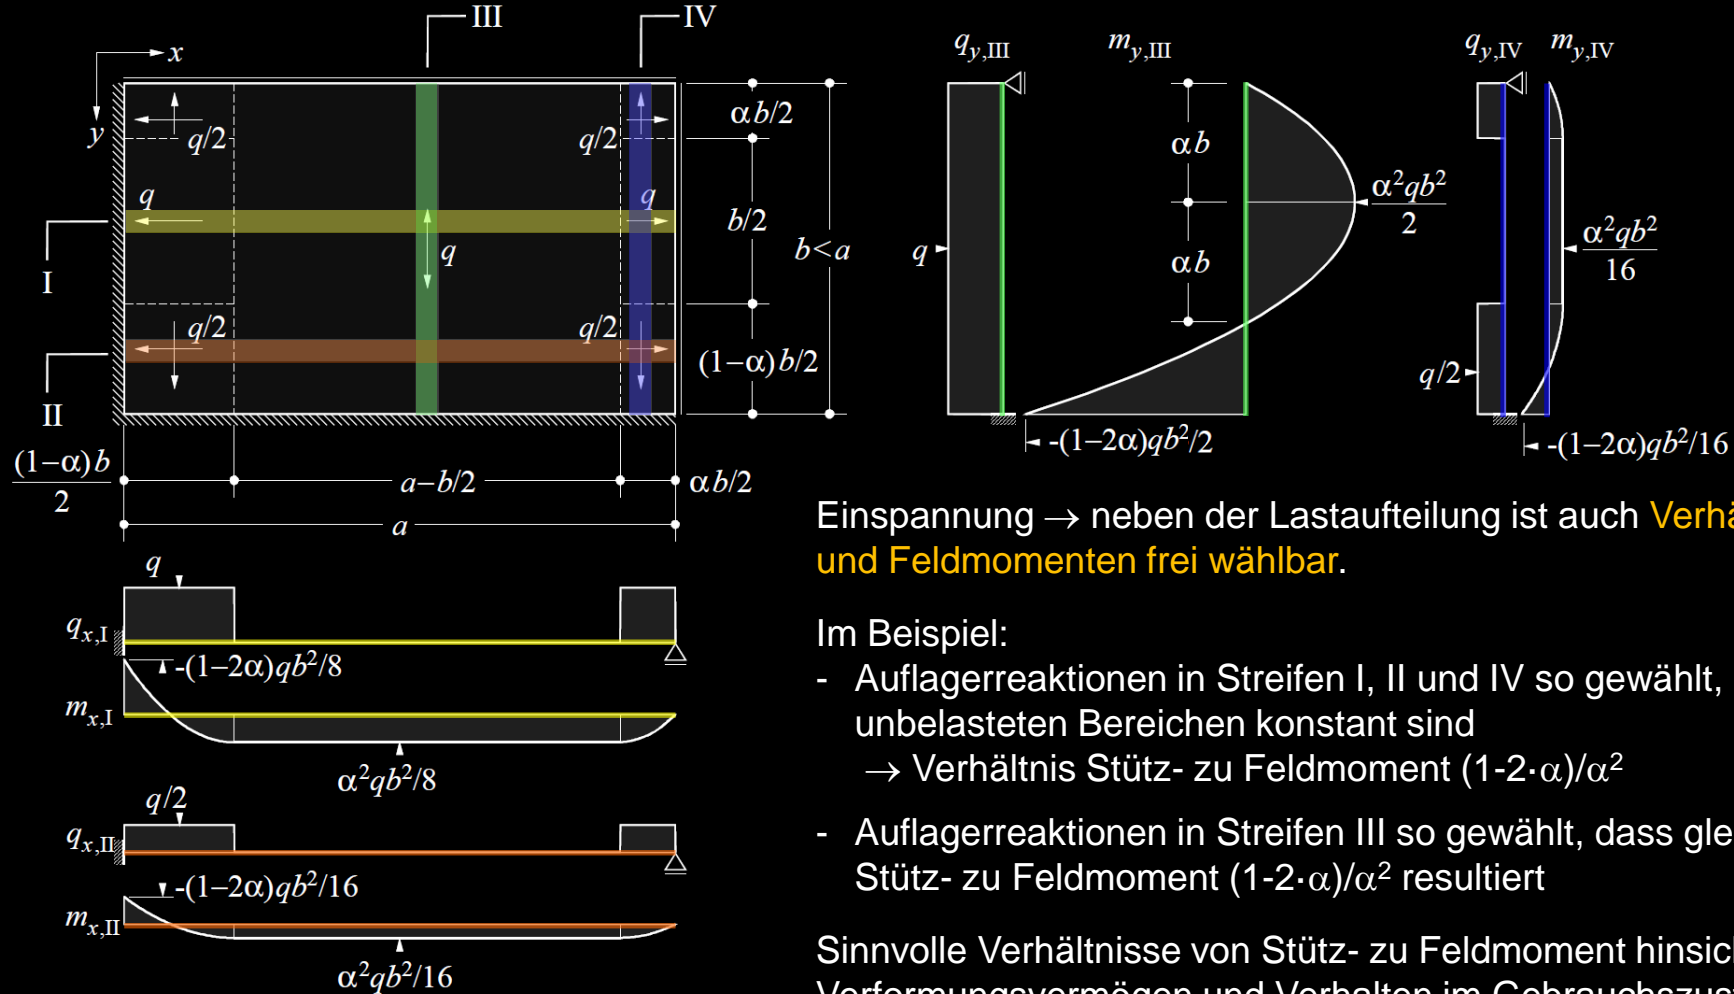 III
IV
x
y
q/2
q/2
αb/2
q
q
b/2
b<a
I
q
q/2
q/2
(1−α)b/2
II
(1−α)b
2
a−b/2
αb/2
a
q
q_x,I
-(1−2α)qb²/8
m_x,I
α²qb²/8
q/2
q_x,II
-(1−2α)qb²/16
m_x,II
α²qb²/16
q_y,III
m_y,III
αb
α²qb²
2
q
αb
-(1−2α)qb²/2
q_y,IV
m_y,IV
α²qb²
16
q/2
-(1−2α)qb²/16
Einspannung → neben der Lastaufteilung ist auch
und Feldmomenten frei wählbar.
Im Beispiel:
- Auflagerreaktionen in Streifen I, II und IV so gewählt,
unbelasteten Bereichen konstant sind
→ Verhältnis Stütz- zu Feldmoment (1-2·α)/α²
- Auflagerreaktionen in Streifen III so gewählt, dass
Stütz- zu Feldmoment (1-2·α)/α² resultiert
Sinnvolle Verhältnisse von Stütz- zu Feldmoment
Verformungsvermögen und Verhalten im